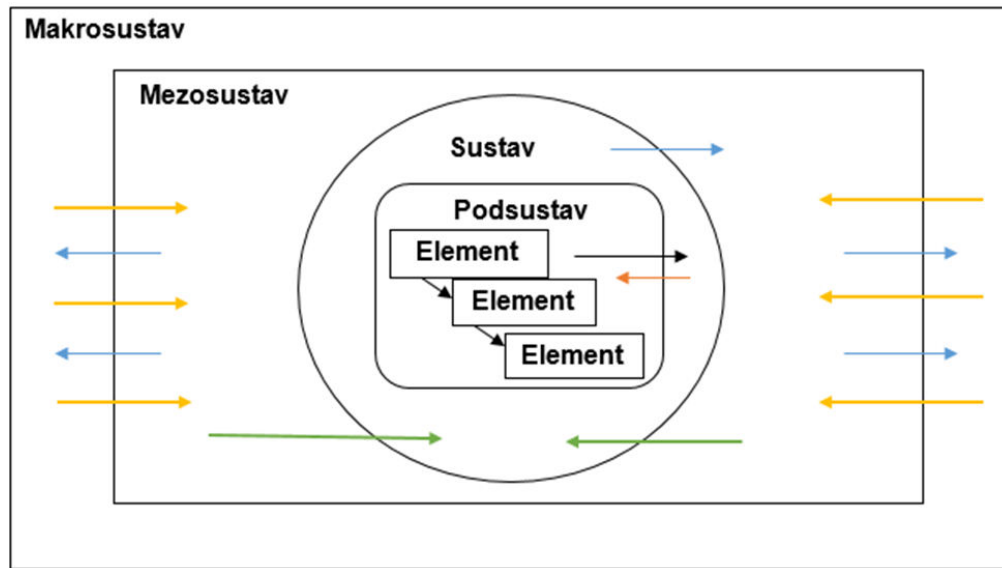 Makrosustav
Mezosustav
Sustav
Podsustav
Element
Element
Element